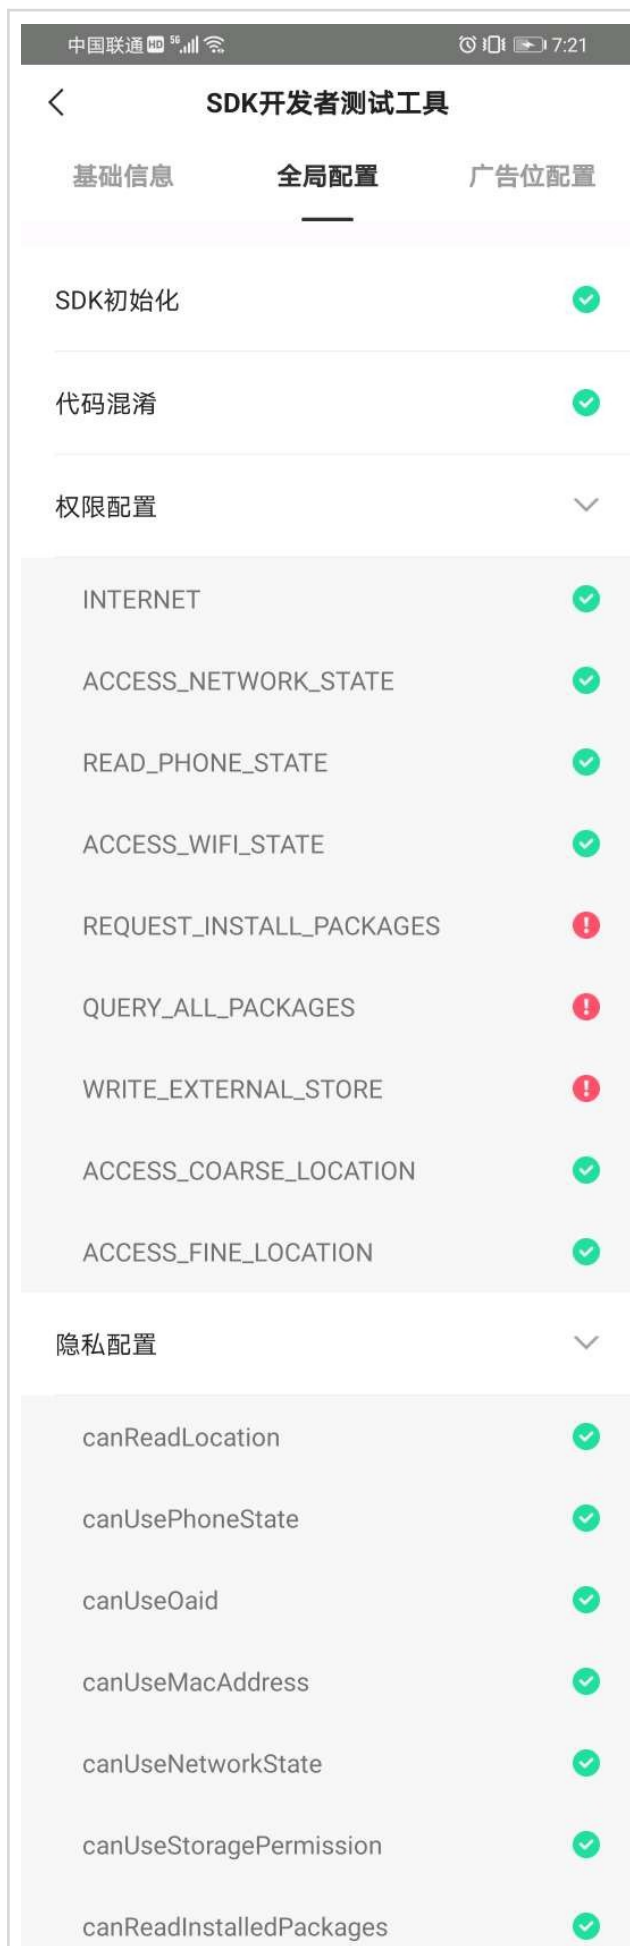 中国联通 HD 5G 7:21
SDK开发者测试工具
基础信息 全局配置 广告位配置
SDK初始化
代码混淆
权限配置
INTERNET
ACCESS_NETWORK_STATE
READ_PHONE_STATE
ACCESS_WIFI_STATE
REQUEST_INSTALL_PACKAGES
QUERY_ALL_PACKAGES
WRITE_EXTERNAL_STORE
ACCESS_COARSE_LOCATION
ACCESS_FINE_LOCATION
隐私配置
canReadLocation
canUsePhoneState
canUseOaid
canUseMacAddress
canUseNetworkState
canUseStoragePermission
canReadInstalledPackages